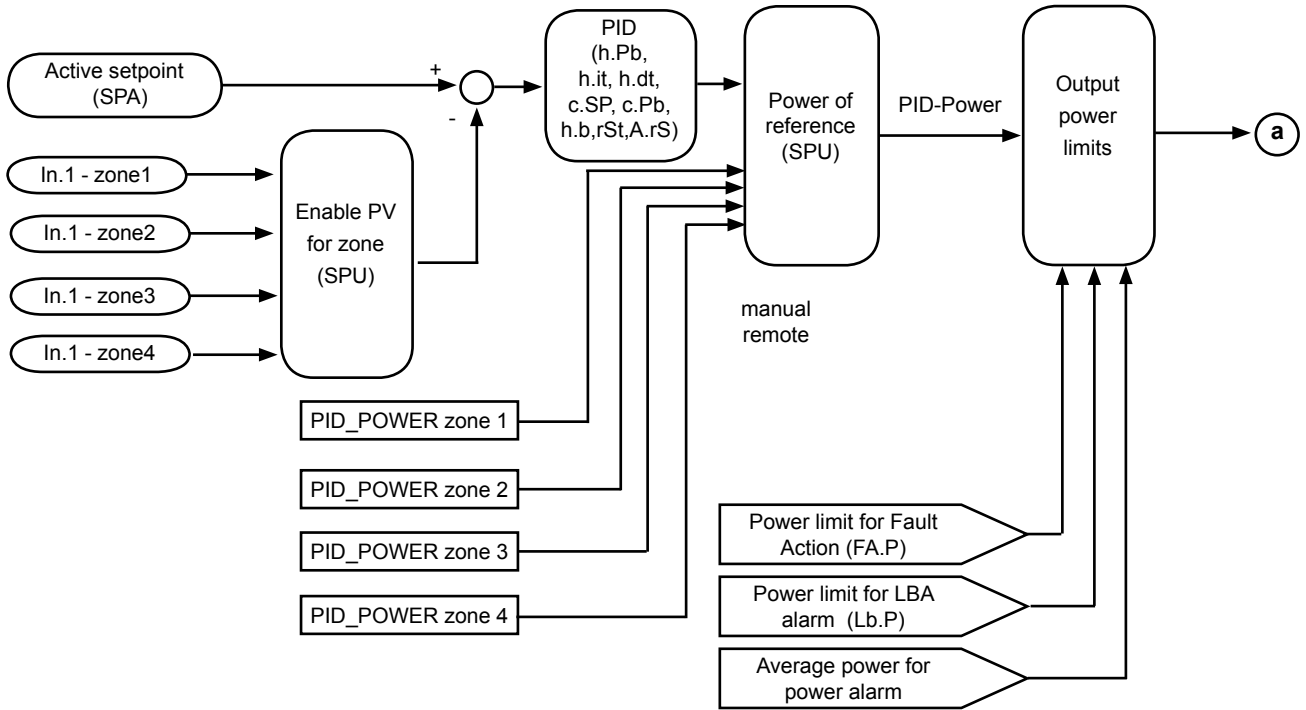 Active setpoint
(SPA)
+
-
PID
(h.Pb,
h.it, h.dt,
c.SP, c.Pb,
h.b,rSt,A.rS)
Power of
reference
(SPU)
PID-Power
Output
power
limits
a
In.1 - zone1
In.1 - zone2
In.1 - zone3
In.1 - zone4
Enable PV
for zone
(SPU)
manual
remote
PID_POWER zone 1
PID_POWER zone 2
PID_POWER zone 3
PID_POWER zone 4
Power limit for Fault
Action (FA.P)
Power limit for LBA
alarm (Lb.P)
Average power for
power alarm